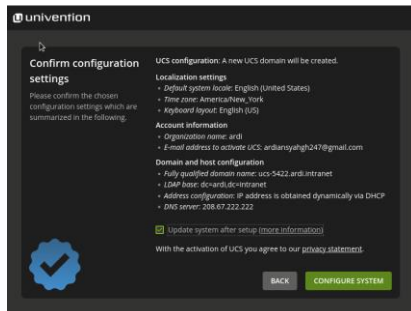 univention
Confirm configuration
settings
Please confirm the chosen
configuration settings which are
summarized in the following.
UCS configuration: A new UCS domain will be created.
Localization settings
• Default system locale: English (United States)
• Time zone: America/New_York
• Keyboard layout: English (US)
Account information
• Organization name: ardi
• E-mail address to activate UCS: ardiansyahgh247@gmail.com
Domain and host configuration
• Fully qualified domain name: ucs-5422.ardi.intranet
• LDAP base: dc=ardi,dc=intranet
• Address configuration: IP address is obtained dynamically via DHCP
• DNS server: 208.67.222.222
Update system after setup (more information)
With the activation of UCS you agree to our privacy statement.
BACK CONFIGURE SYSTEM